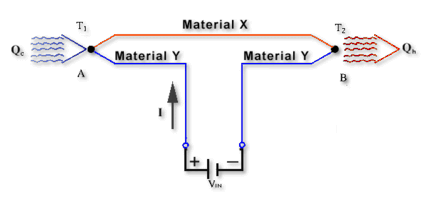 T1
Material X
T2
Qc
Material Y
Material Y
Qh
A
B
I
+
−
VIN